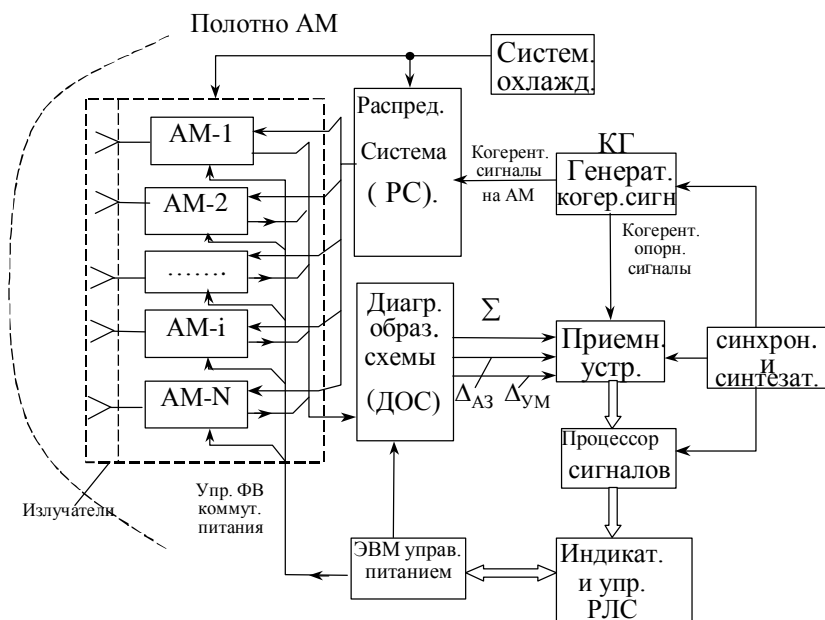 Полотно АМ
Систем.
охлажд.
АМ-1
АМ-2
…….
АМ-i
АМ-N
Распред.
Система
( РС).
Когерент.
сигналы
на АМ
КГ
Генерат.
когер.сигн
Когерент.
опорн.
сигналы
Диагр.
образ.
схемы
(ДОС)
Σ
ΔАЗ
ΔУМ
Приемн.
устр.
синхрон.
и
синтезат.
Процессор
сигналов
Излучатели
Упр. ФВ
коммут.
питания
ЭВМ управ.
питанием
Индикат.
и упр.
РЛС